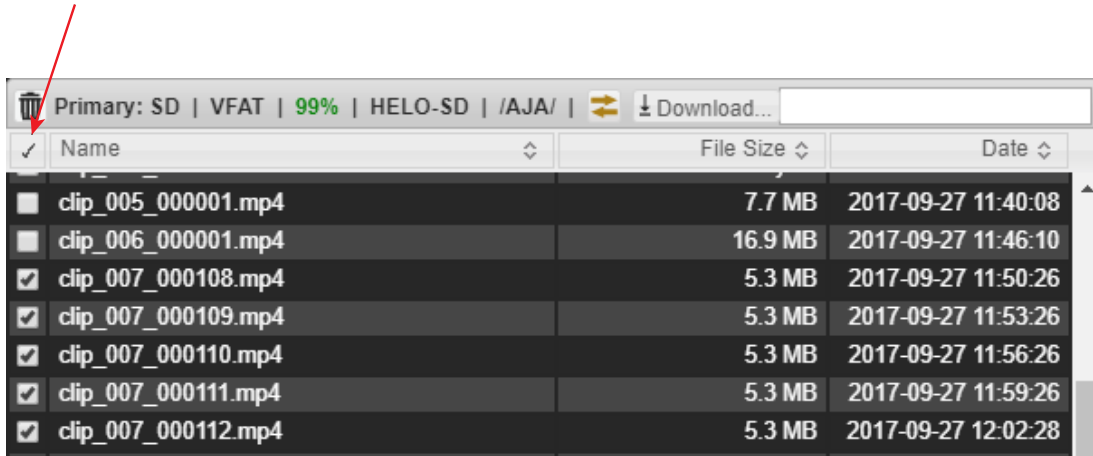 Primary: SD | VFAT | 99% | HELO-SD | /AJA/ | Download...
Name File Size Date
clip_005_000001.mp4 7.7 MB 2017-09-27 11:40:08
clip_006_000001.mp4 16.9 MB 2017-09-27 11:46:10
clip_007_000108.mp4 5.3 MB 2017-09-27 11:50:26
clip_007_000109.mp4 5.3 MB 2017-09-27 11:53:26
clip_007_000110.mp4 5.3 MB 2017-09-27 11:56:26
clip_007_000111.mp4 5.3 MB 2017-09-27 11:59:26
clip_007_000112.mp4 5.3 MB 2017-09-27 12:02:28